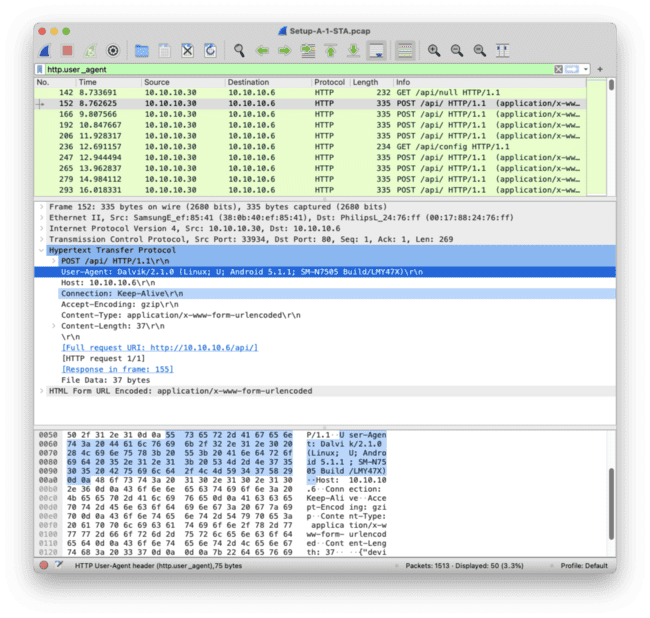 Setup-A-1-STA.pcap
http.user_agent
No. Time Source Destination Protocol Length Info
142 8.733691 10.10.10.30 10.10.10.6 HTTP 232 GET /api/null HTTP/1.1
152 8.762625 10.10.10.30 10.10.10.6 HTTP 335 POST /api/ HTTP/1.1 (application/x-ww…
166 9.807566 10.10.10.30 10.10.10.6 HTTP 335 POST /api/ HTTP/1.1 (application/x-ww…
192 10.847667 10.10.10.30 10.10.10.6 HTTP 335 POST /api/ HTTP/1.1 (application/x-ww…
206 11.928317 10.10.10.30 10.10.10.6 HTTP 335 POST /api/ HTTP/1.1 (application/x-ww…
236 12.691157 10.10.10.30 10.10.10.6 HTTP 234 GET /api/config HTTP/1.1
247 12.944494 10.10.10.30 10.10.10.6 HTTP 335 POST /api/ HTTP/1.1 (application/x-ww…
265 13.962837 10.10.10.30 10.10.10.6 HTTP 335 POST /api/ HTTP/1.1 (application/x-ww…
279 14.984112 10.10.10.30 10.10.10.6 HTTP 335 POST /api/ HTTP/1.1 (application/x-ww…
293 16.018331 10.10.10.30 10.10.10.6 HTTP 335 POST /api/ HTTP/1.1 (application/x-ww…
Frame 152: 335 bytes on wire (2680 bits), 335 bytes captured (2680 bits)
Ethernet II, Src: SamsungE_ef:85:41 (38:0b:40:ef:85:41), Dst: PhilipsL_24:76:ff (00:17:88:24:76:ff)
Internet Protocol Version 4, Src: 10.10.10.30, Dst: 10.10.10.6
Transmission Control Protocol, Src Port: 33934, Dst Port: 80, Seq: 1, Ack: 1, Len: 269
Hypertext Transfer Protocol
POST /api/ HTTP/1.1\r\n
User-Agent: Dalvik/2.1.0 (Linux; U; Android 5.1.1; SM-N7505 Build/LMY47X)\r\n
Host: 10.10.10.6\r\n
Connection: Keep-Alive\r\n
Accept-Encoding: gzip\r\n
Content-Type: application/x-www-form-urlencoded\r\n
Content-Length: 37\r\n
\r\n
[Full request URI: http://10.10.10.6/api/]
[HTTP request 1/1]
[Response in frame: 155]
File Data: 37 bytes
HTML Form URL Encoded: application/x-www-form-urlencoded
0050 50 2f 31 2e 31 0d 0a 55 73 65 72 2d 41 67 65 6e P/1.1··U ser-Agen
0060 74 3a 20 44 61 6c 76 69 6b 2f 32 2e 31 2e 30 20 t: Dalvi k/2.1.0
0070 28 4c 69 6e 75 78 3b 20 55 3b 20 41 6e 64 72 6f (Linux; U; Andro
0080 69 64 20 35 2e 31 2e 31 3b 20 53 4d 2d 4e 37 35 id 5.1.1 ; SM-N75
0090 30 35 20 42 75 69 6c 64 2f 4c 4d 59 34 37 58 29 05 Build /LMY47X)
00a0 0d 0a 48 6f 73 74 3a 20 31 30 2e 31 30 2e 31 30 ··Host: 10.10.10
00b0 2e 36 0d 0a 43 6f 6e 6e 65 63 74 69 6f 6e 3a 20 .6··Conn ection:
00c0 4b 65 65 70 2d 41 6c 69 76 65 0d 0a 41 63 63 65 Keep-Ali ve··Acce
00d0 70 74 2d 45 6e 63 6f 64 69 6e 67 3a 20 67 7a 69 pt-Encod ing: gzi
00e0 70 0d 0a 43 6f 6e 74 65 6e 74 2d 54 79 70 65 3a p··Conte nt-Type:
00f0 20 61 70 70 6c 69 63 61 74 69 6f 6e 2f 78 2d 77 applica tion/x-w
0100 77 77 2d 66 6f 72 6d 2d 75 72 6c 65 6e 63 6f 64 ww-form- urlencod
0110 65 64 0d 0a 43 6f 6e 74 65 6e 74 2d 4c 65 6e 67 ed··Cont ent-Leng
0120 74 68 3a 20 33 37 0d 0a 0d 0a 7b 22 64 65 76 69 th: 37·· ··{"devi
HTTP User-Agent header (http.user_agent), 75 bytes Packets: 1513 · Displayed: 50 (3.3%) Profile: Default